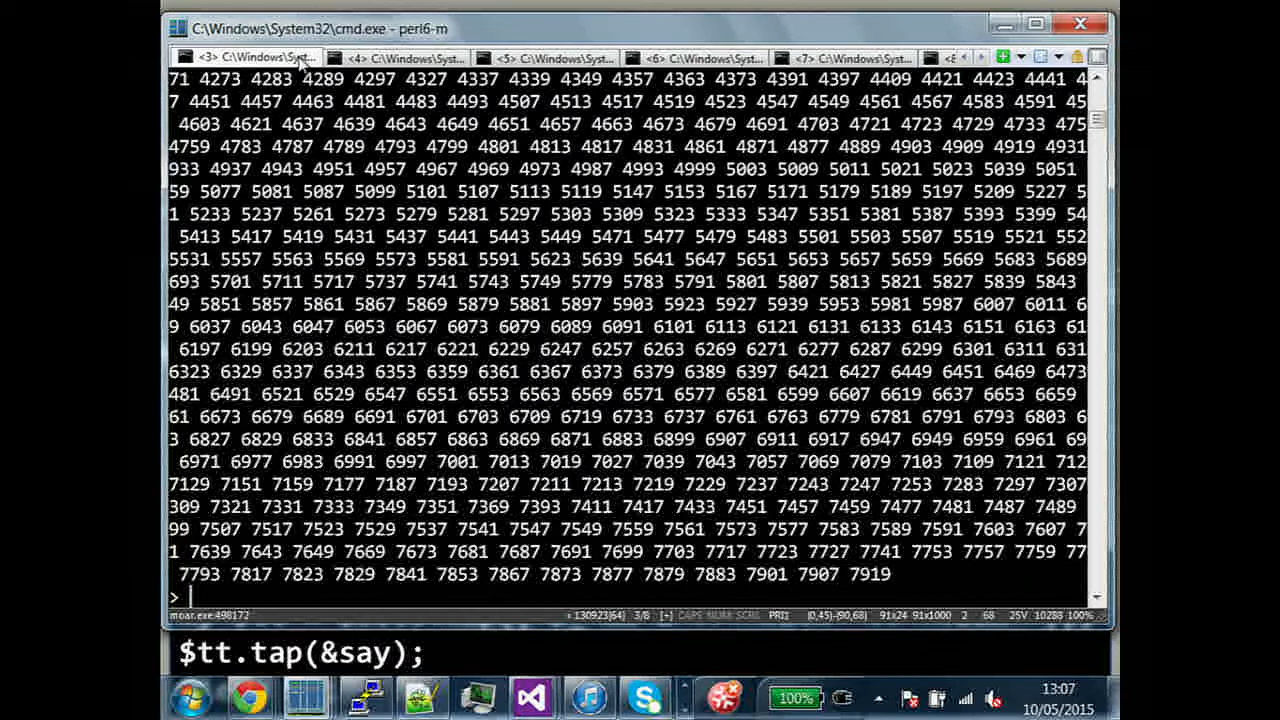 C:\Windows\System32\cmd.exe - perl6-m
<3> C:\Windows\Syst... <4> C:\Windows\Syst... <5> C:\Windows\Syst... <6> C:\Windows\Syst... <7> C:\Windows\Syst...
71 4273 4283 4289 4297 4327 4337 4339 4349 4357 4363 4373 4391 4397 4409 4421 4423 4441 4
7 4451 4457 4463 4481 4483 4493 4507 4513 4517 4519 4523 4547 4549 4561 4567 4583 4591 45
4603 4621 4637 4639 4643 4649 4651 4657 4663 4673 4679 4691 4703 4721 4723 4729 4733 475
4759 4783 4787 4789 4793 4799 4801 4813 4817 4831 4861 4871 4877 4889 4903 4909 4919 4931
933 4937 4943 4951 4957 4967 4969 4973 4987 4993 4999 5003 5009 5011 5021 5023 5039 5051
59 5077 5081 5087 5099 5101 5107 5113 5119 5147 5153 5167 5171 5179 5189 5197 5209 5227 5
1 5233 5237 5261 5273 5279 5281 5297 5303 5309 5323 5333 5347 5351 5381 5387 5393 5399 54
5413 5417 5419 5431 5437 5441 5443 5449 5471 5477 5479 5483 5501 5503 5507 5519 5521 552
5531 5557 5563 5569 5573 5581 5591 5623 5639 5641 5647 5651 5653 5657 5659 5669 5683 5689
693 5701 5711 5717 5737 5741 5743 5749 5779 5783 5791 5801 5807 5813 5821 5827 5839 5843
49 5851 5857 5861 5867 5869 5879 5881 5897 5903 5923 5927 5939 5953 5981 5987 6007 6011 6
9 6037 6043 6047 6053 6067 6073 6079 6089 6091 6101 6113 6121 6131 6133 6143 6151 6163 61
6197 6199 6203 6211 6217 6221 6229 6247 6257 6263 6269 6271 6277 6287 6299 6301 6311 631
6323 6329 6337 6343 6353 6359 6361 6367 6373 6379 6389 6397 6421 6427 6449 6451 6469 6473
481 6491 6521 6529 6547 6551 6553 6563 6569 6571 6577 6581 6599 6607 6619 6637 6653 6659
61 6673 6679 6689 6691 6701 6703 6709 6719 6733 6737 6761 6763 6779 6781 6791 6793 6803 6
3 6827 6829 6833 6841 6857 6863 6869 6871 6883 6899 6907 6911 6917 6947 6949 6959 6961 69
6971 6977 6983 6991 6997 7001 7013 7019 7027 7039 7043 7057 7069 7079 7103 7109 7121 712
7129 7151 7159 7177 7187 7193 7207 7211 7213 7219 7229 7237 7243 7247 7253 7283 7297 7307
309 7321 7331 7333 7349 7351 7369 7393 7411 7417 7433 7451 7457 7459 7477 7481 7487 7489
99 7507 7517 7523 7529 7537 7541 7547 7549 7559 7561 7573 7577 7583 7589 7591 7603 7607 7
1 7639 7643 7649 7669 7673 7681 7687 7691 7699 7703 7717 7723 7727 7741 7753 7757 7759 77
7793 7817 7823 7829 7841 7853 7867 7873 7877 7879 7883 7901 7907 7919
>
moar.exe:498172 « 130923[64] 3/8 [+] CAPS NUM SCRL PRI↕ (0,45)-(90,68) 91x24 91x1000 2 68 25V 10288 100%
$tt.tap(&say);
100% 13:07
10/05/2015